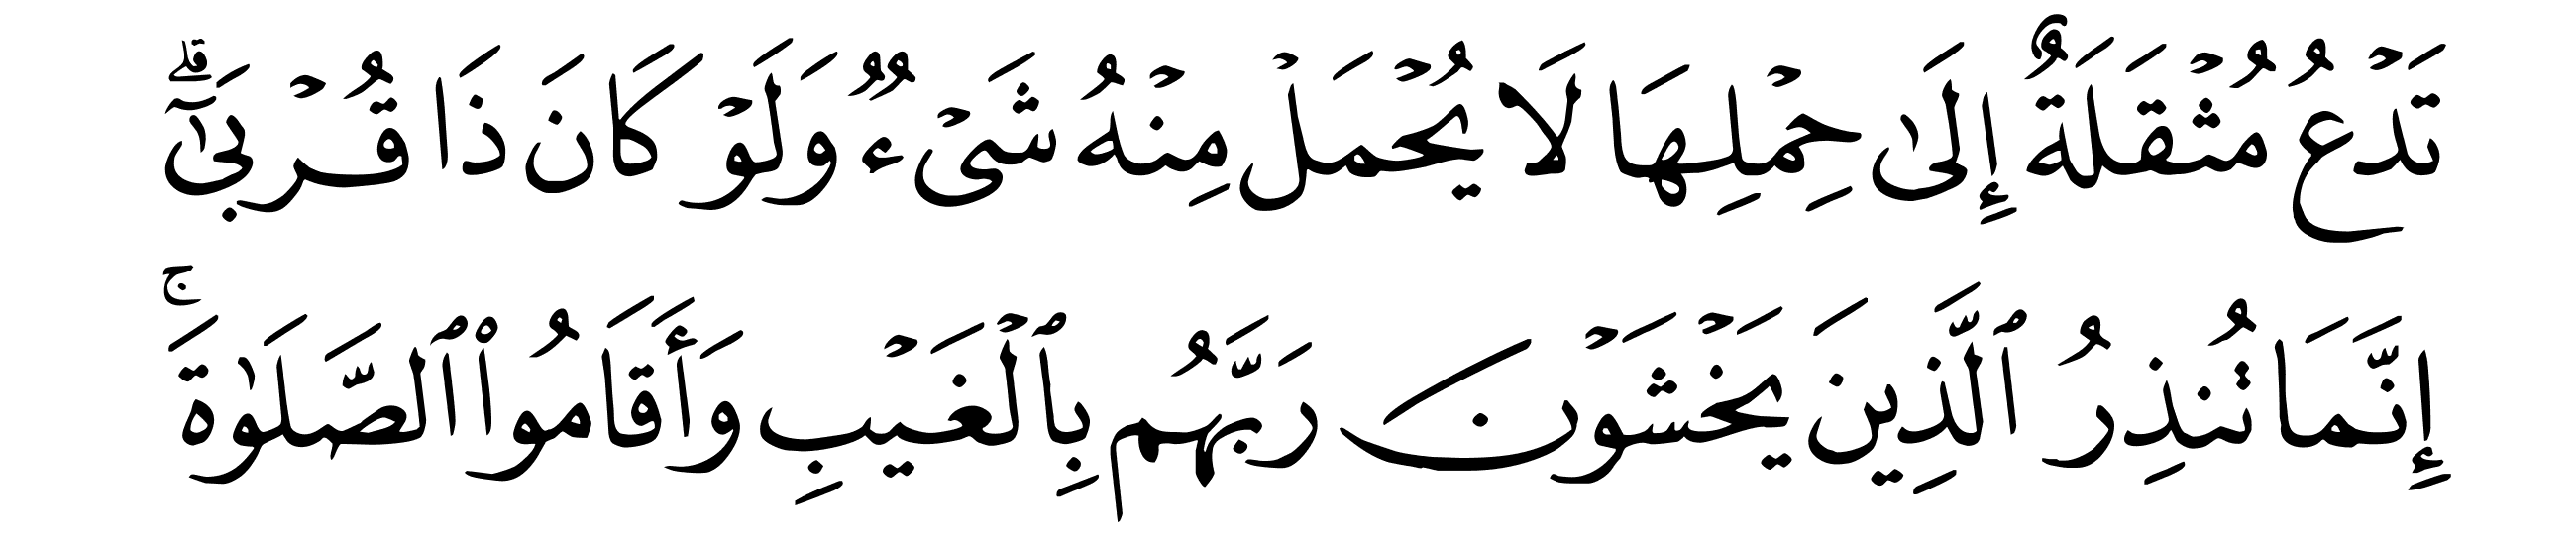 تَدۡعُ مُثۡقَلَةٌ إِلَىٰ حِمۡلِهَا لَا يُحۡمَلۡ مِنۡهُ شَيۡءٞ وَلَوۡ كَانَ ذَا قُرۡبَىٰٓۗ
إِنَّمَا تُنذِرُ ٱلَّذِينَ يَخۡشَوۡنَ رَبَّهُم بِٱلۡغَيۡبِ وَأَقَامُواْ ٱلصَّلَوٰةَۚ